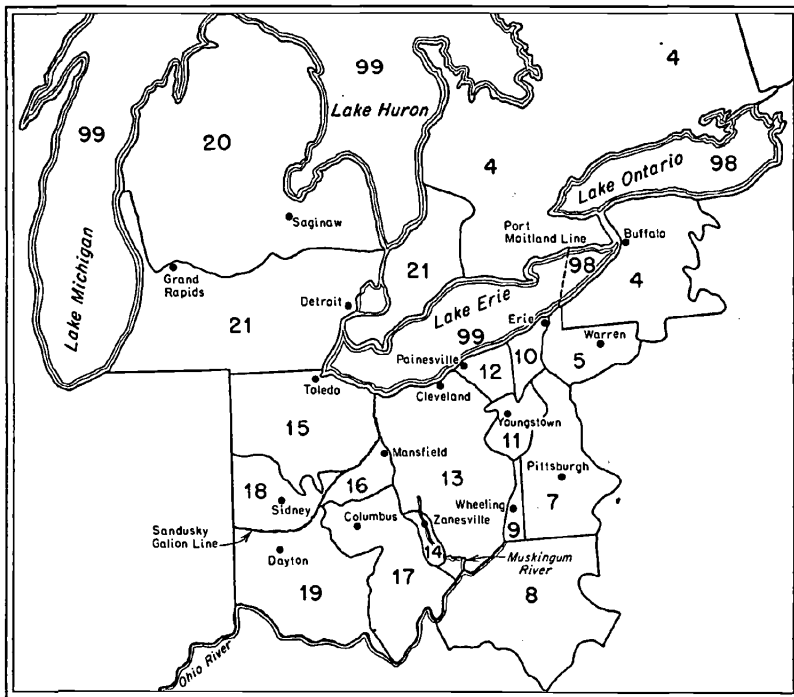 99
4
Lake Huron
99
20
98
Lake Ontario
4
Saginaw
Port
Maitland Line
Buffalo
Grand
Rapids
98
4
Lake Michigan
21
Detroit
21
Lake Erie
99
Erie
Warren
5
Painesville
10
12
Toledo
Cleveland
15
Youngstown
11
Mansfield
13
Pittsburgh
18
16
7
Sidney
Columbus
Wheeling
Zanesville
9
Sandusky
Galion Line
14
Muskingum
River
Dayton
17
8
19
Ohio River